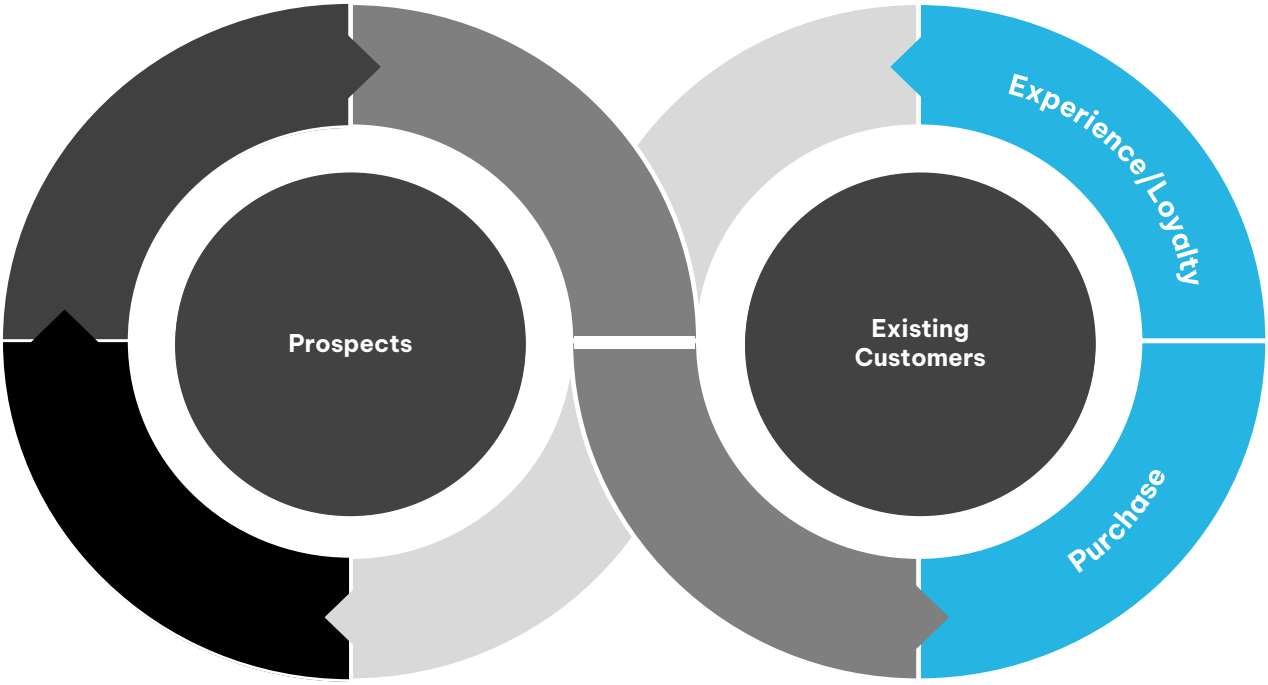 Experience/Loyalty
Prospects
Existing
Customers
Purchase